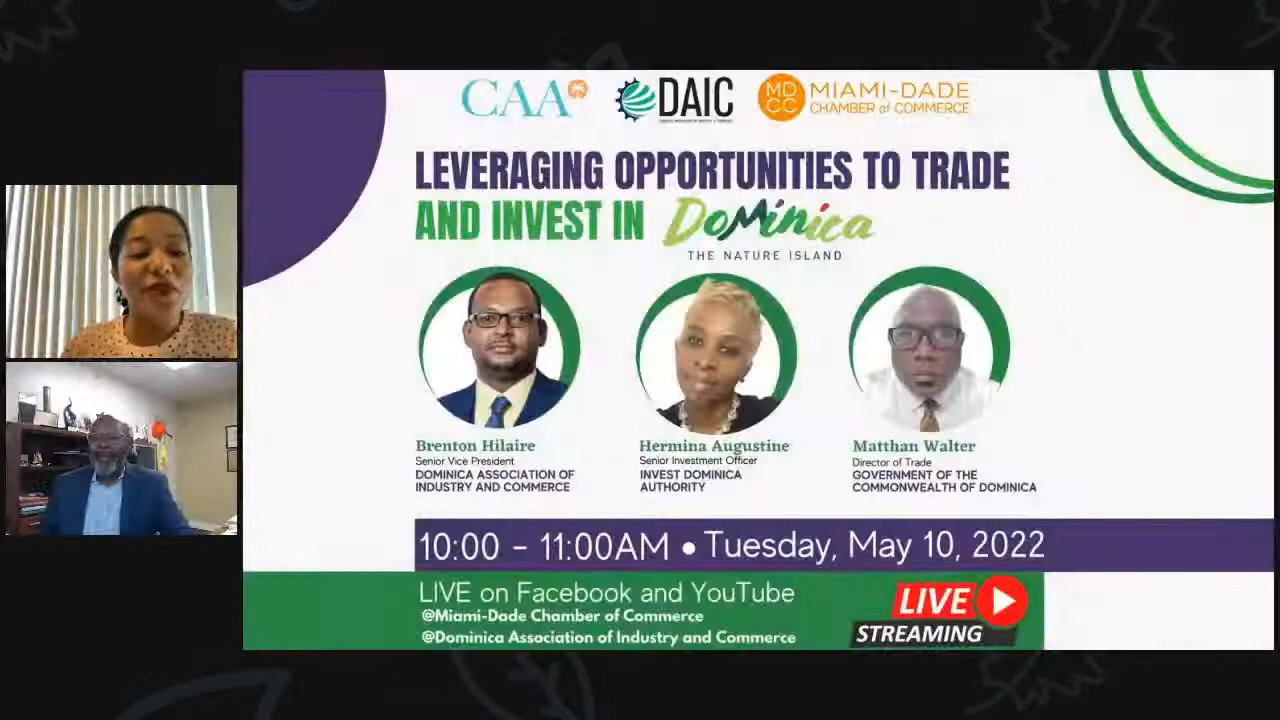 CAA
DAIC
MD
CC
MIAMI-DADE
CHAMBER of COMMERCE
LEVERAGING OPPORTUNITIES TO TRADE
AND INVEST IN Dominica
THE NATURE ISLAND
Brenton Hilaire
Senior Vice President
DOMINICA ASSOCIATION OF
INDUSTRY AND COMMERCE
Hermina Augustine
Senior Investment Officer
INVEST DOMINICA
AUTHORITY
Matthan Walter
Director of Trade
GOVERNMENT OF THE
COMMONWEALTH OF DOMINICA
10:00 - 11:00AM • Tuesday, May 10, 2022
LIVE on Facebook and YouTube
@Miami-Dade Chamber of Commerce
@Dominica Association of Industry and Commerce
LIVE
STREAMING